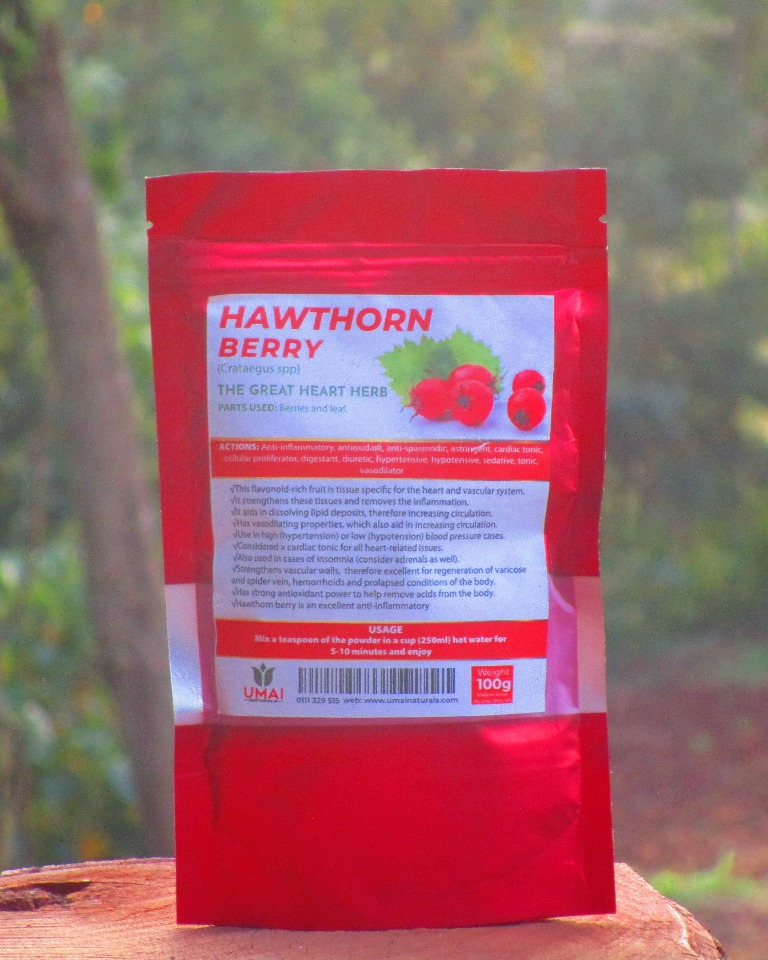 HAWTHORN
BERRY
(Crataegus spp)
THE GREAT HEART HERB
PARTS USED: Berries and leaf.
ACTIONS: Anti-inflammatory, antioxidant, anti-spasmodic, astringent, cardiac tonic,
cellular proliferator, digestant, diuretic, hypertensive, hypotensive, sedative, tonic,
vasodilator
√This flavonoid-rich fruit is tissue specific for the heart and vascular system.
√It strengthens these tissues and removes the inflammation.
√It aids in dissolving lipid deposits, therefore increasing circulation.
√Has vasodilating properties, which also aid in increasing circulation.
√Use in high (hypertension) or low (hypotension) blood pressure cases.
√Considered a cardiac tonic for all heart-related issues.
√Also used in cases of insomnia (consider adrenals as well).
√Strengthens vascular walls, therefore excellent for regeneration of varicose
and spider vein, hemorrhoids and prolapsed conditions of the body.
√Has strong antioxidant power to help remove acids from the body.
√Hawthorn berry is an excellent anti-inflammatory
USAGE
Mix a teaspoon of the powder in a cup (250ml) hot water for
5-10 minutes and enjoy
UMAI
NATURALS
0111 329 515 web: www.umainaturals.com
Weight
100g